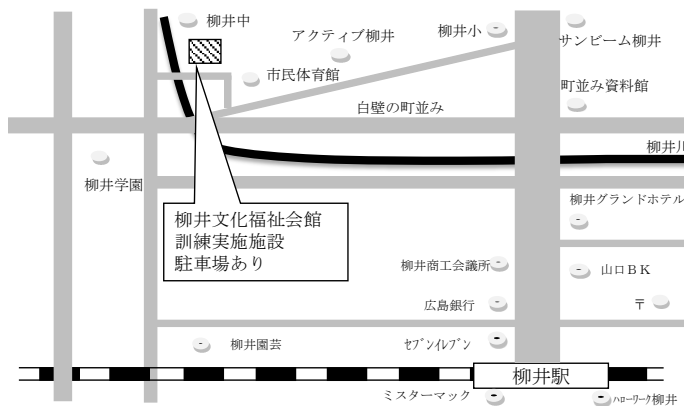 柳井中
アクティブ柳井
柳井小
サンビーム柳井
市民体育館
町並み資料館
白壁の町並み
柳井川
柳井学園
柳井グランドホテル
柳井文化福祉会館
訓練実施施設
駐車場あり
柳井商工会議所
山口ＢＫ
広島銀行
〒
柳井園芸
ｾﾌﾞﾝｲﾚﾌﾞﾝ
柳井駅
ミスターマック
ﾊﾛｰﾜｰｸ柳井